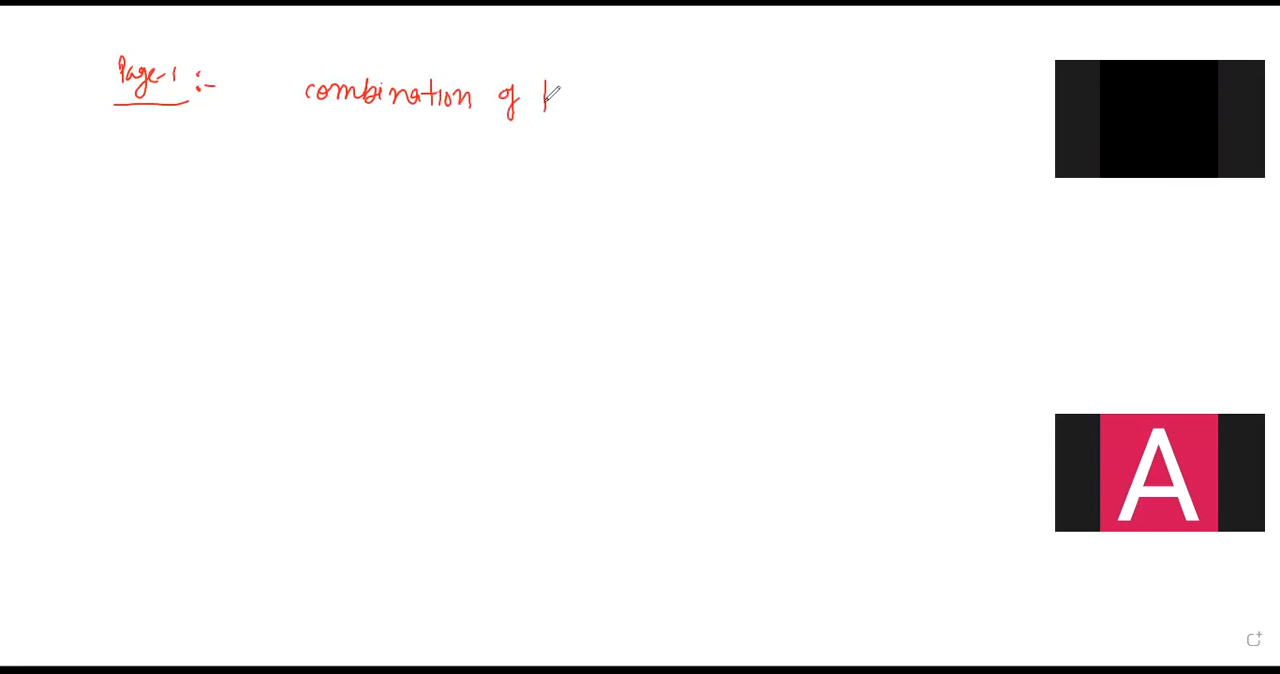 Page-1 :- combination of
A